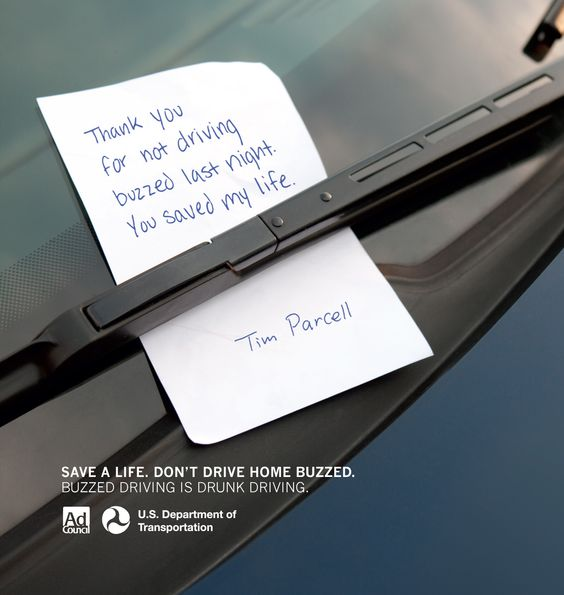 Thank you
for not driving
buzzed last night.
You saved my life.
Tim Parcell
SAVE A LIFE. DON'T DRIVE HOME BUZZED.
BUZZED DRIVING IS DRUNK DRIVING.
Ad
Council
U.S. Department of
Transportation